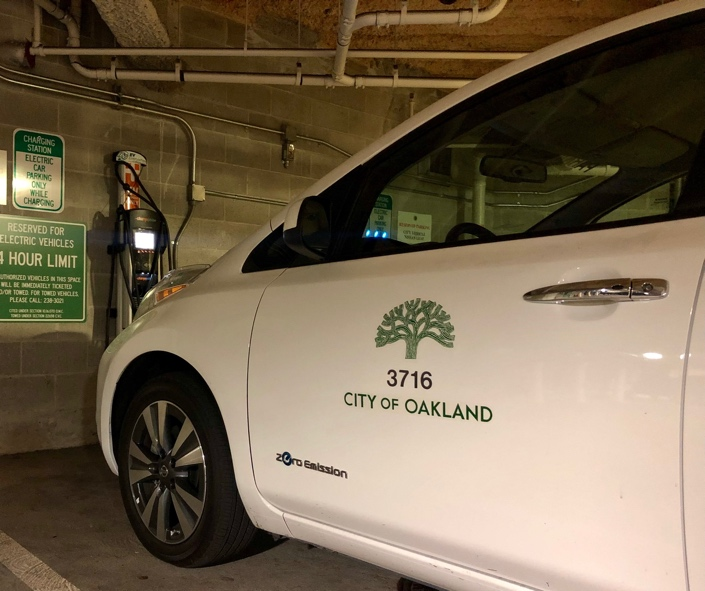 CHARGING
STATION
ELECTRIC
CAR
PARKING
ONLY
WHILE
CHARGING
RESERVED FOR
ELECTRIC VEHICLES
4 HOUR LIMIT
AUTHORIZED VEHICLES IN THIS SPACE
WILL BE IMMEDIATELY TICKETED
AND/OR TOWED. FOR TOWED VEHICLES
PLEASE CALL: 238-3021
3716
CITY OF OAKLAND
Zero Emission